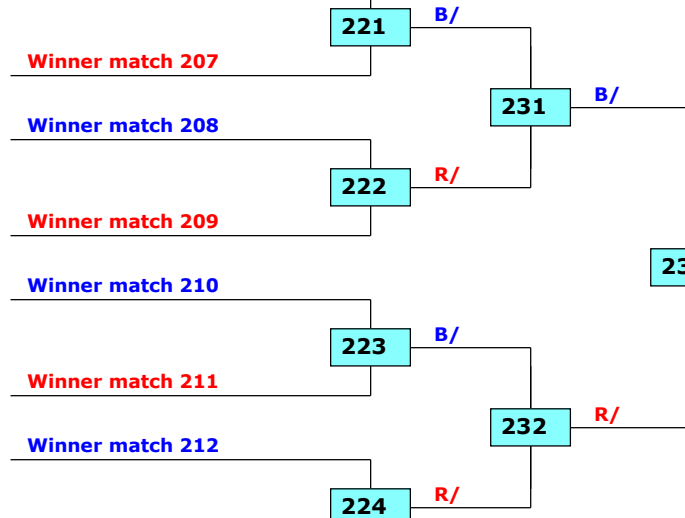 B/
221
Winner match 207
231
B/
Winner match 208
222
R/
Winner match 209
Winner match 210
B/
223
Winner match 211
R/
232
Winner match 212
R/
224